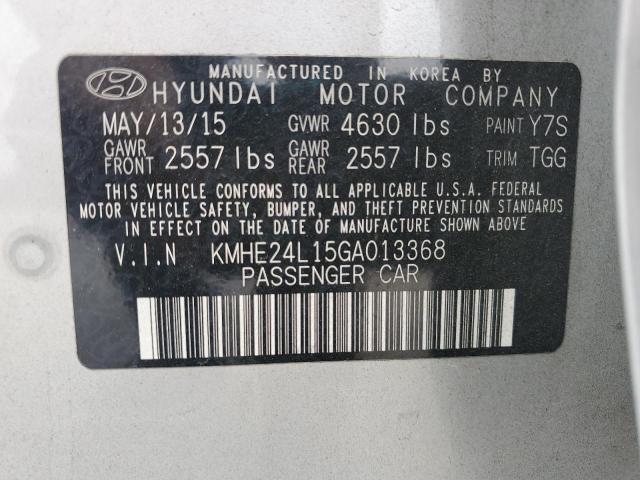 MANUFACTURED IN KOREA BY
HYUNDAI MOTOR COMPANY
MAY/13/15 GVWR 4630 lbs PAINT Y7S
GAWR FRONT 2557 lbs GAWR REAR 2557 lbs TRIM TGG
THIS VEHICLE CONFORMS TO ALL APPLICABLE U.S.A. FEDERAL
MOTOR VEHICLE SAFETY, BUMPER, AND THEFT PREVENTION STANDARDS
IN EFFECT ON THE DATE OF MANUFACTURE SHOWN ABOVE.
V.I.N KMHE24L15GA013368
PASSENGER CAR